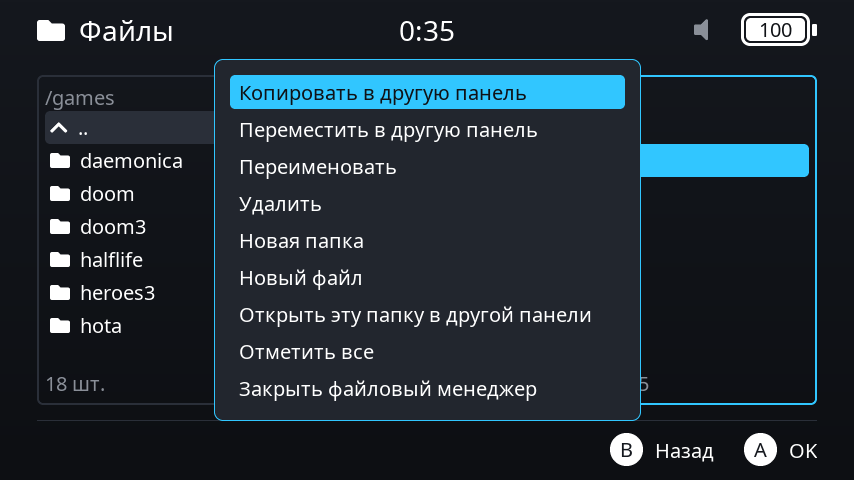 Файлы
0:35
100
/games
..
daemonica
doom
doom3
halflife
heroes3
hota
18 шт.
Копировать в другую панель
Переместить в другую панель
Переименовать
Удалить
Новая папка
Новый файл
Открыть эту папку в другой панели
Отметить все
Закрыть файловый менеджер
5
B Назад
A OK